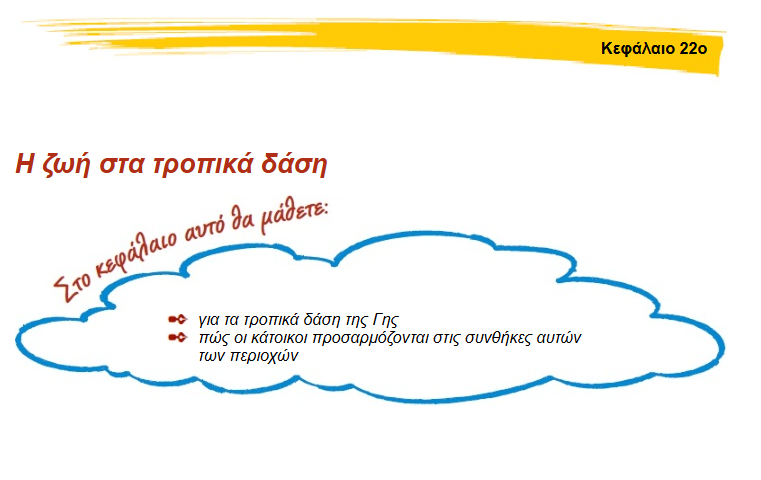 Κεφάλαιο 22ο
Η ζωή στα τροπικά δάση
Στο κεφάλαιο αυτό θα μάθετε:
για τα τροπικά δάση της Γης
πώς οι κάτοικοι προσαρμόζονται στις συνθήκες αυτών
των περιοχών